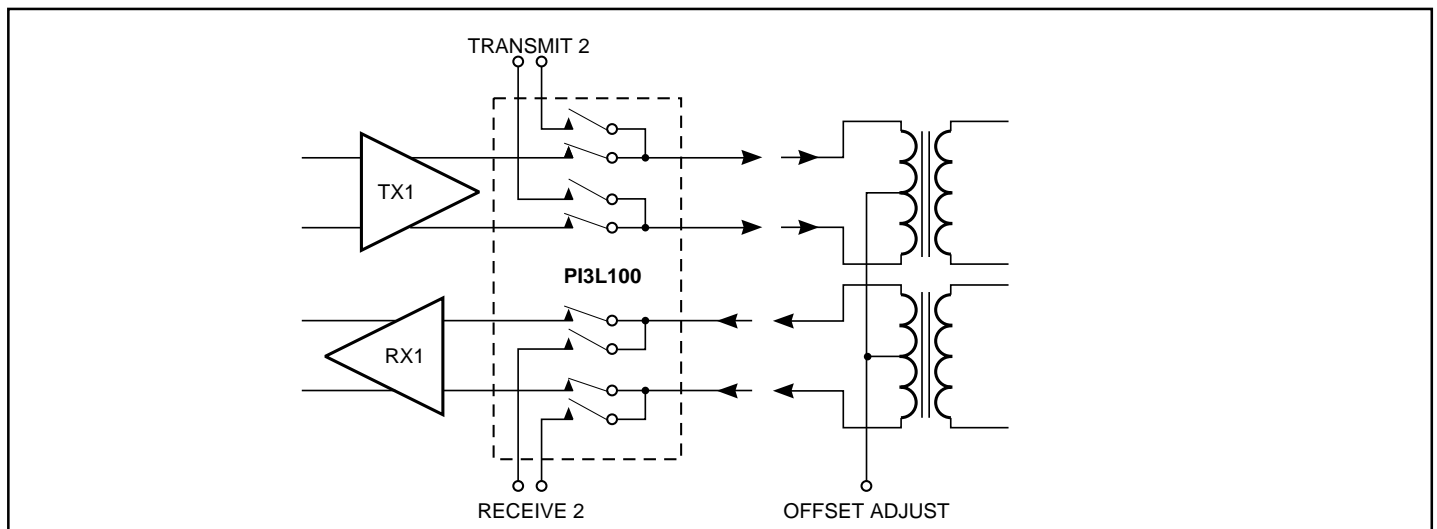 TRANSMIT 2
TX1
PI3L100
RX1
RECEIVE 2
OFFSET ADJUST